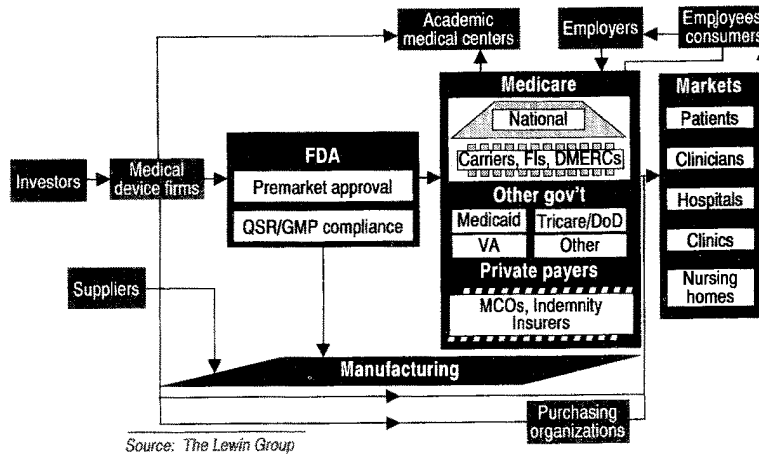 Academic
medical centers
Employers
Employees
consumers
Medicare
National
Carriers, FIs, DMERCs
Other gov't
Medicaid
Tricare/DoD
VA
Other
Private payers
MCOs, Indemnity
Insurers
Markets
Patients
Clinicians
Hospitals
Clinics
Nursing
homes
FDA
Premarket approval
QSR/GMP compliance
Investors
Medical
device firms
Suppliers
Manufacturing
Purchasing
organizations
Source: The Lewin Group